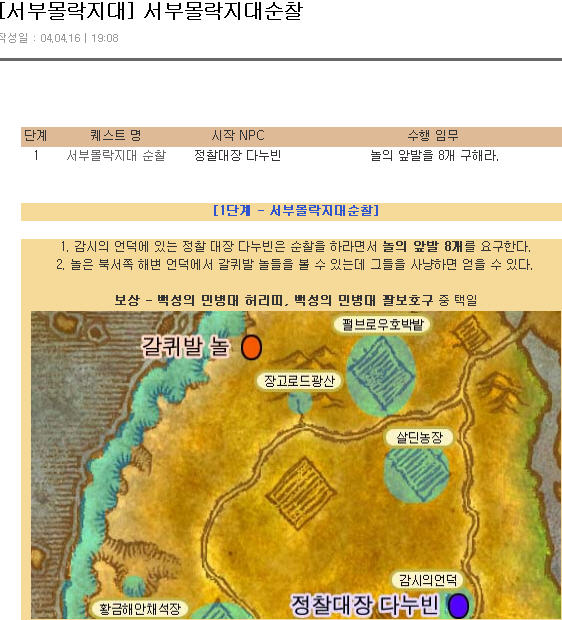 [서부몰락지대] 서부몰락지대순찰
작성일 : 04.04.16 | 19:08
단계 퀘스트 명 시작 NPC 수행 임무
1 서부몰락지대 순찰 정찰대장 다누빈 놀의 앞발을 8개 구해라.
[1단계 - 서부몰락지대순찰]
1. 감시의 언덕에 있는 정찰 대장 다누빈은 순찰을 하라면서 놀의 앞발 8개를 요구한다.
2. 놀은 북서쪽 해변 언덕에서 갈퀴발 놀들을 볼 수 있는데 그들을 사냥하면 얻을 수 있다.
보상 - 백성의 민병대 허리띠, 백성의 민병대 팔보호구 중 택일
펄브로우호박밭
갈퀴발 놀
장고로드광산
살딘농장
감시의언덕
정찰대장 다누빈
황금해안채석장